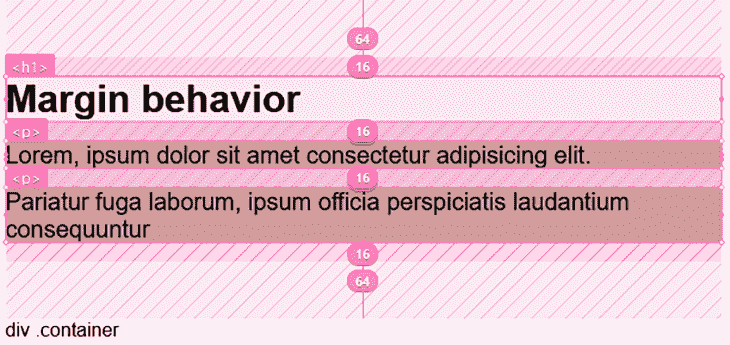 64
<h1>
16
Margin behavior
<p>
16
Lorem, ipsum dolor sit amet consectetur adipisicing elit.
<p>
16
Pariatur fuga laborum, ipsum officia perspiciatis laudantium
consequuntur
16
64
div .container